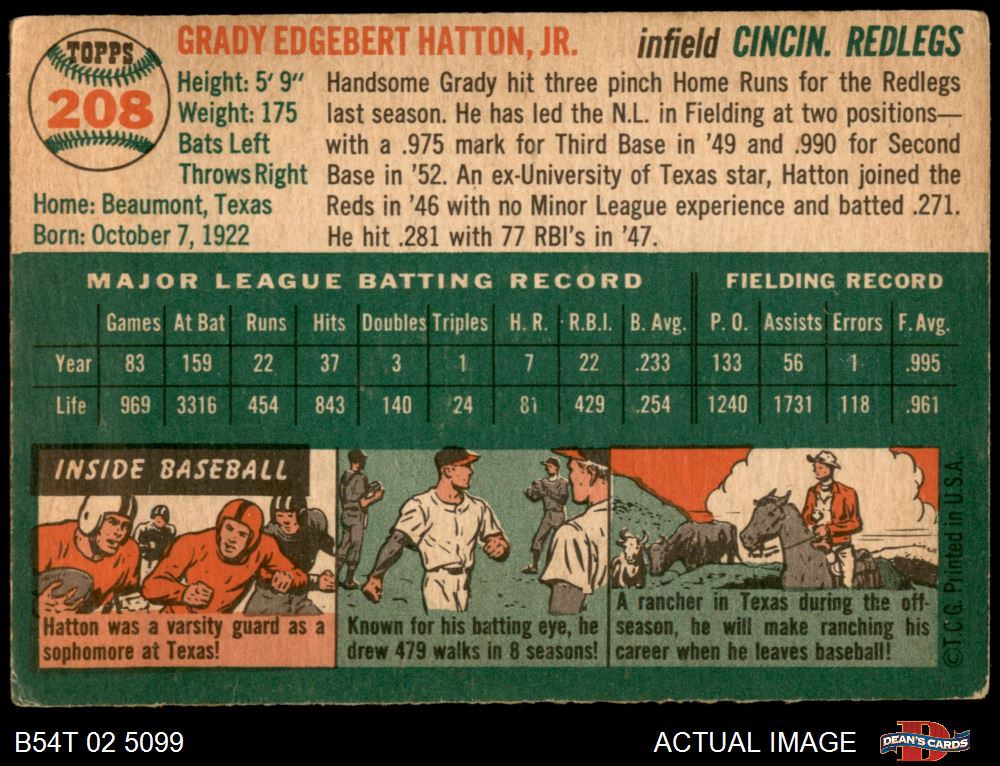 TOPPS
208
GRADY EDGEBERT HATTON, JR.
infield CINCIN. REDLEGS
Height: 5' 9"
Weight: 175
Bats Left
Throws Right
Home: Beaumont, Texas
Born: October 7, 1922
Handsome Grady hit three pinch Home Runs for the Redlegs
last season. He has led the N.L. in Fielding at two positions—
with a .975 mark for Third Base in '49 and .990 for Second
Base in '52. An ex-University of Texas star, Hatton joined the
Reds in '46 with no Minor League experience and batted .271.
He hit .281 with 77 RBI's in '47.
MAJOR LEAGUE BATTING RECORD FIELDING RECORD
Games At Bat Runs Hits Doubles Triples H. R. R.B.I. B. Avg. P. O. Assists Errors F. Avg.
Year 83 159 22 37 3 1 7 22 .233 133 56 1 .995
Life 969 3316 454 843 140 24 81 429 .254 1240 1731 118 .961
INSIDE BASEBALL
Hatton was a varsity guard as a
sophomore at Texas!
Known for his batting eye, he
drew 479 walks in 8 seasons!
A rancher in Texas during the off-
season, he will make ranching his
career when he leaves baseball!
©T.C.G. Printed in U.S.A.
B54T 02 5099
ACTUAL IMAGE
D
DEAN'S CARDS